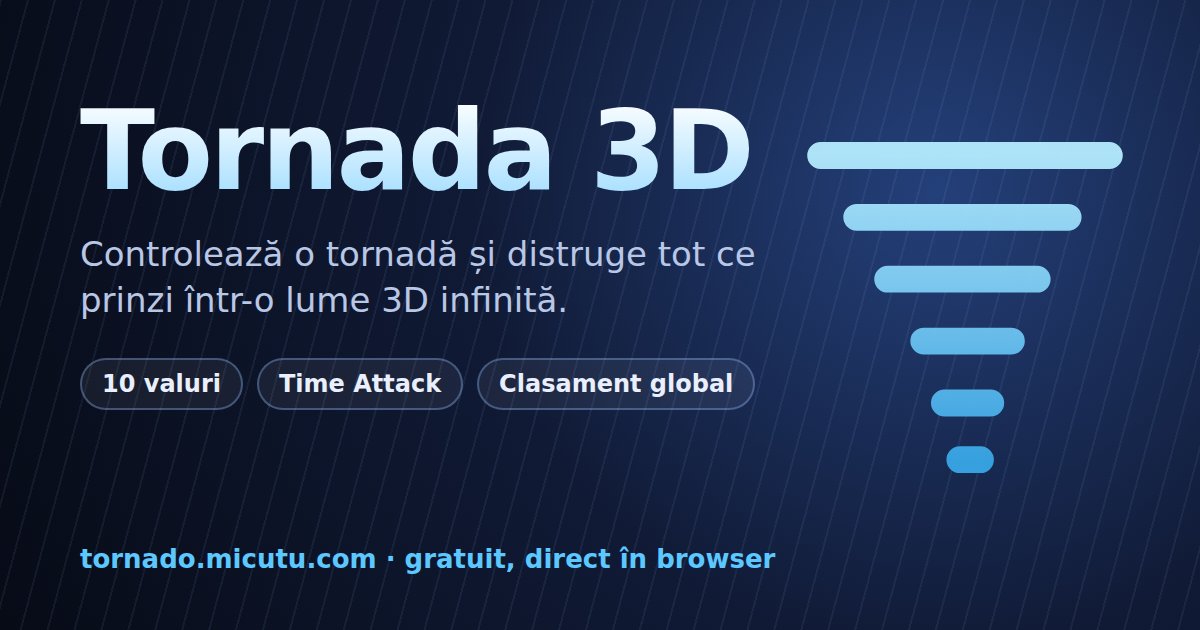 Tornada 3D
Controlează o tornadă și distruge tot ce
prinzi într-o lume 3D infinită.
10 valuri
Time Attack
Clasament global
tornado.micutu.com · gratuit, direct în browser